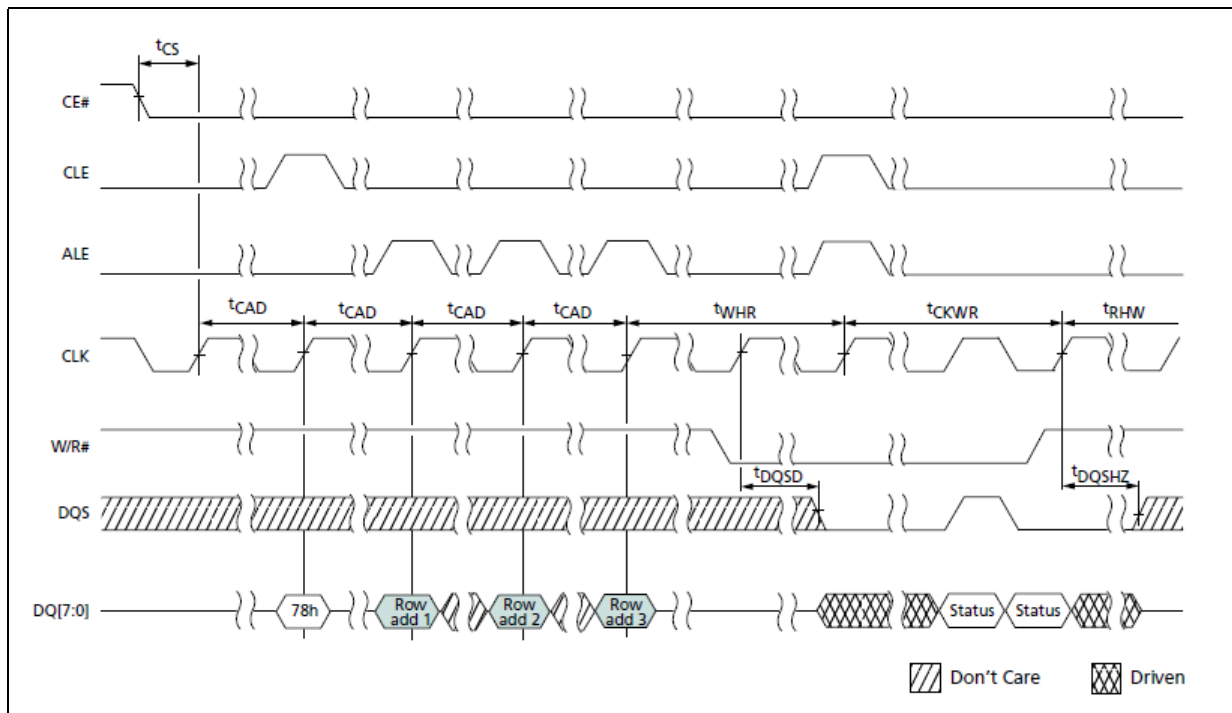 tCS
CE#
CLE
ALE
tCAD tCAD tCAD tCAD tWHR tCKWR tRHW
CLK
W/R#
tDQSD tDQSHZ
DQS
DQ[7:0] 78h Row add 1 Row add 2 Row add 3 Status Status
Don't Care Driven